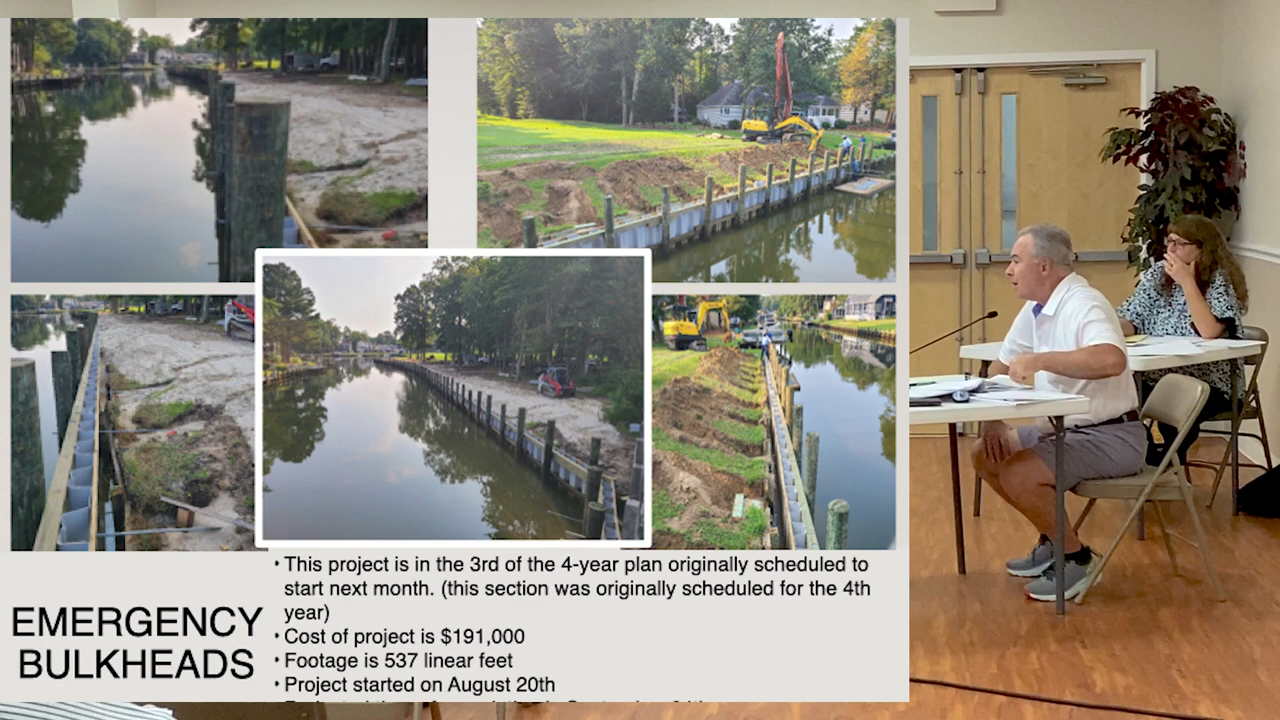 EMERGENCY
BULKHEADS
• This project is in the 3rd of the 4-year plan originally scheduled to
start next month. (this section was originally scheduled for the 4th
year)
• Cost of project is $191,000
• Footage is 537 linear feet
• Project started on August 20th